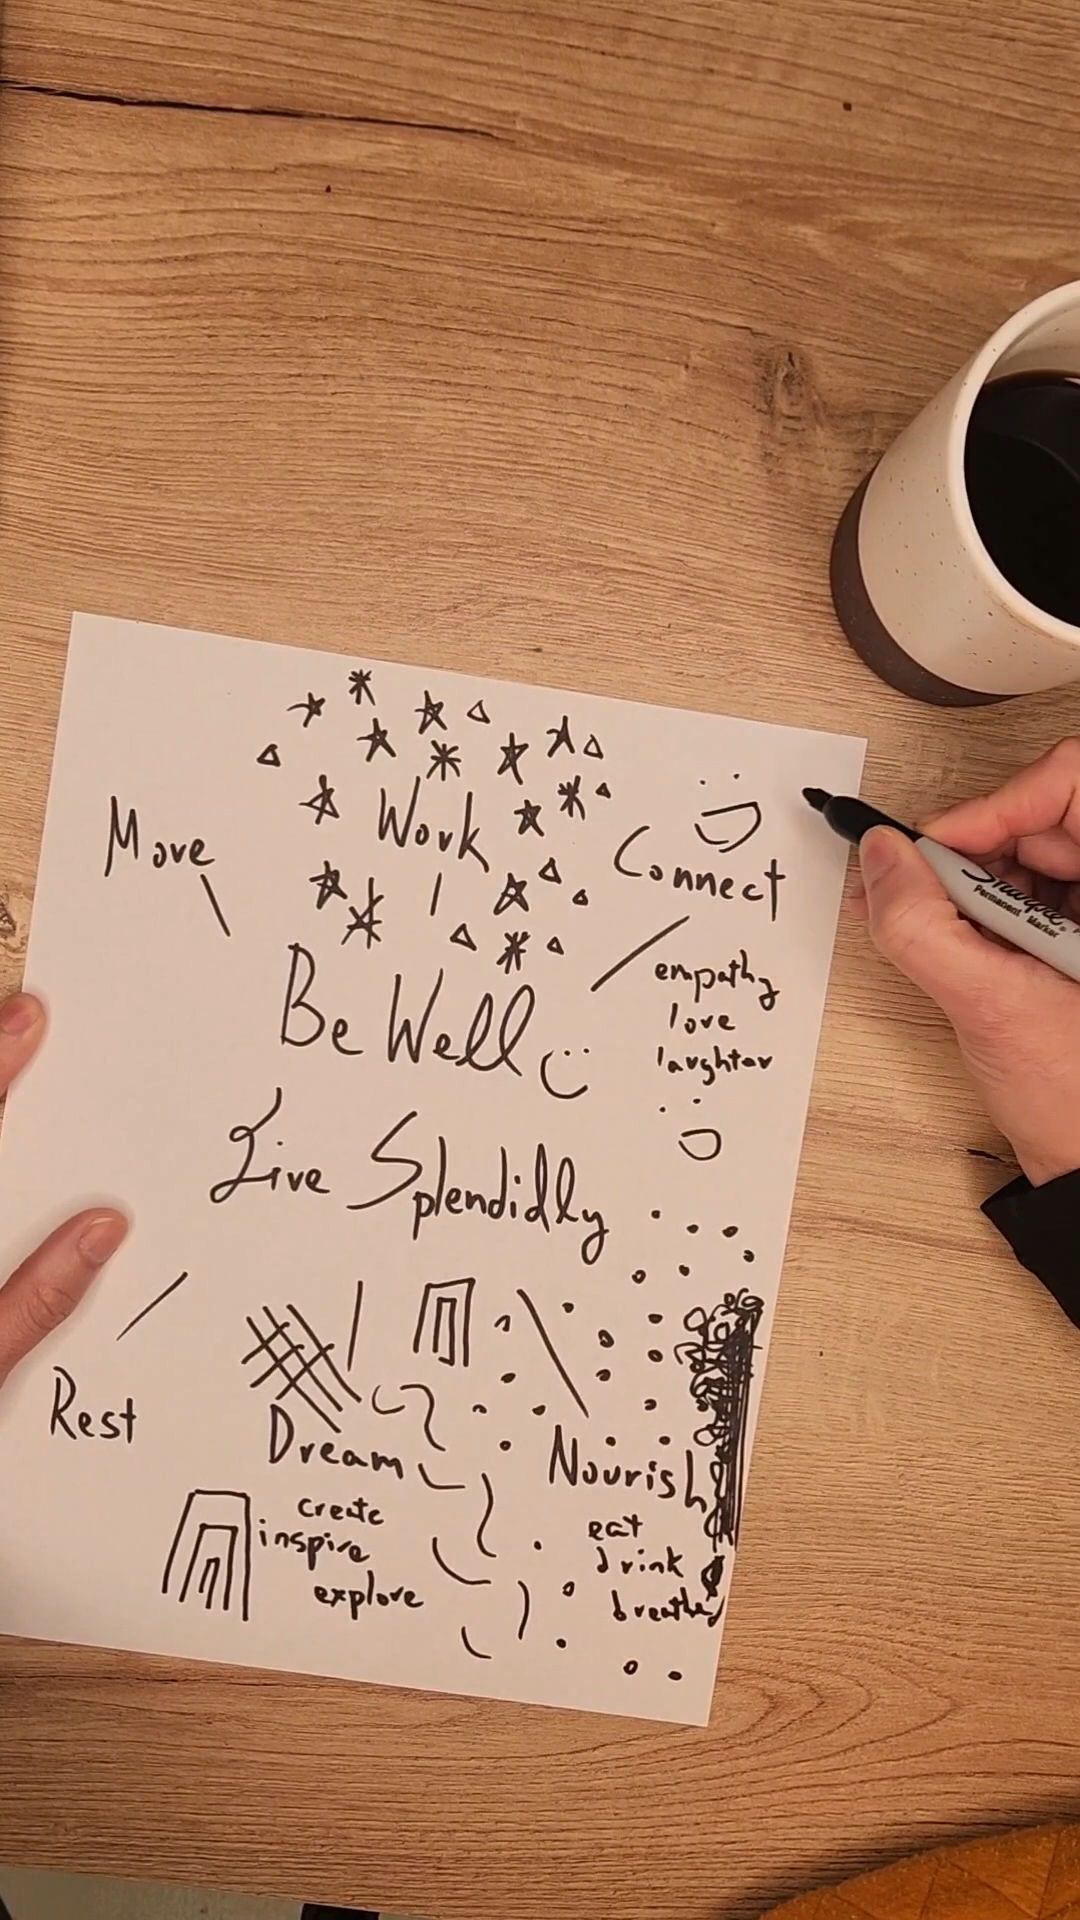 Work
Move
Connect
empathy
love
laughter
Be Well
Live Splendidly
Rest
Dream
create
inspire
explore
Nourish
eat
drink
breathe
Sharpie
Permanent Marker